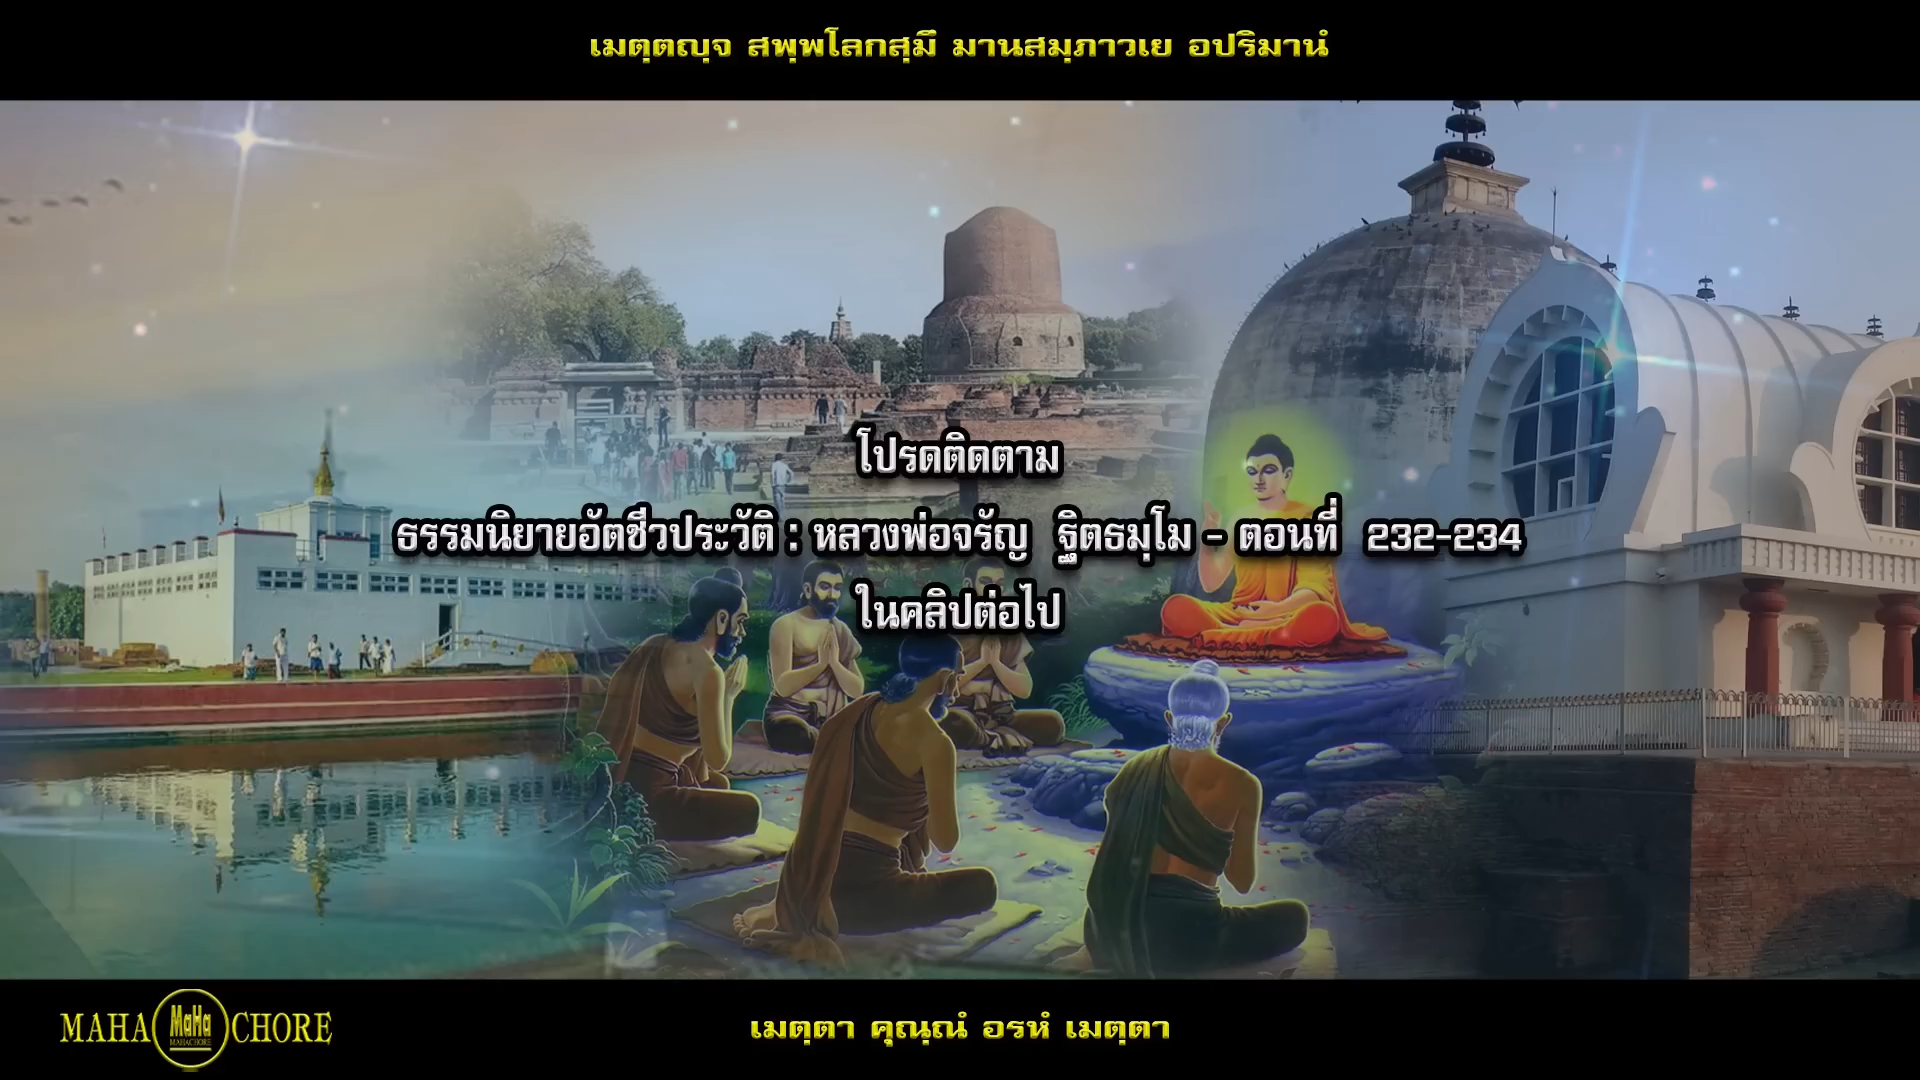 เมตฺตญฺจ สพฺพโลกสฺมึ มานสมฺภาวเย อปริมานํ
โปรดติดตาม
ธรรมนิยายอัตชีวประวัติ : หลวงพ่อจรัญ ฐิตธมฺโม - ตอนที่ 232-234
ในคลิปต่อไป
MAHA MaHa MAHACHORE CHORE
เมตฺตา คุณฺณํ อรหํ เมตฺตา